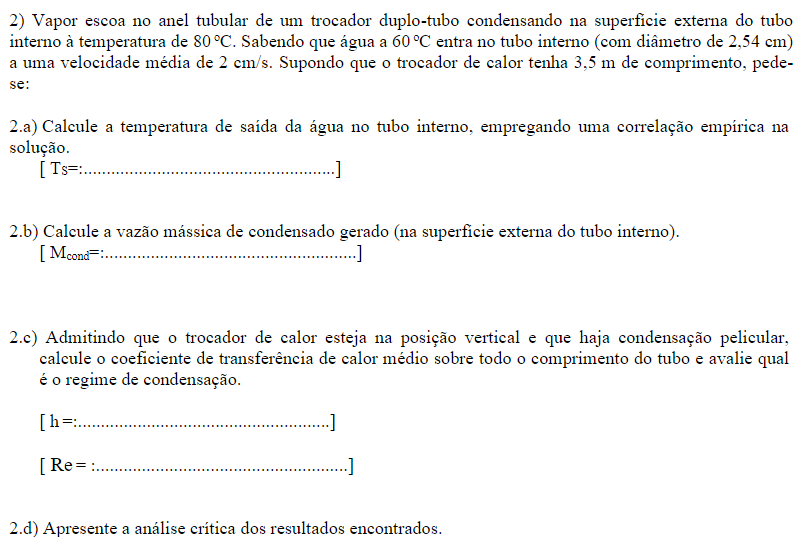 2) Vapor escoa no anel tubular de um trocador duplo-tubo condensando na superfície externa do tubo
interno à temperatura de 80 ºC. Sabendo que água a 60 ºC entra no tubo interno (com diâmetro de 2,54 cm)
a uma velocidade média de 2 cm/s. Supondo que o trocador de calor tenha 3,5 m de comprimento, pede-
se:
2.a) Calcule a temperatura de saída da água no tubo interno, empregando uma correlação empírica na
solução.
[ Ts=:........................................................]
2.b) Calcule a vazão mássica de condensado gerado (na superfície externa do tubo interno).
[ Mcond=:........................................................]
2.c) Admitindo que o trocador de calor esteja na posição vertical e que haja condensação pelicular,
calcule o coeficiente de transferência de calor médio sobre todo o comprimento do tubo e avalie qual
é o regime de condensação.
[ h =:........................................................]
[ Re = :........................................................]
2.d) Apresente a análise crítica dos resultados encontrados.